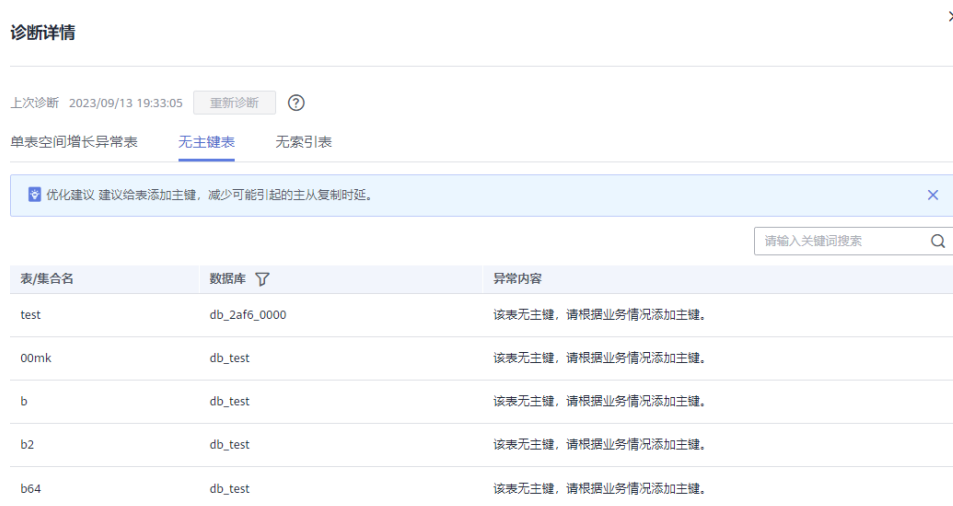 诊断详情
上次诊断 2023/09/13 19:33:05 重新诊断
单表空间增长异常表 无主键表 无索引表
优化建议 建议给表添加主键，减少可能引起的主从复制时延。
请输入关键词搜索
表/集合名 数据库 异常内容
test db_2af6_0000 该表无主键，请根据业务情况添加主键。
00mk db_test 该表无主键，请根据业务情况添加主键。
b db_test 该表无主键，请根据业务情况添加主键。
b2 db_test 该表无主键，请根据业务情况添加主键。
b64 db_test 该表无主键，请根据业务情况添加主键。